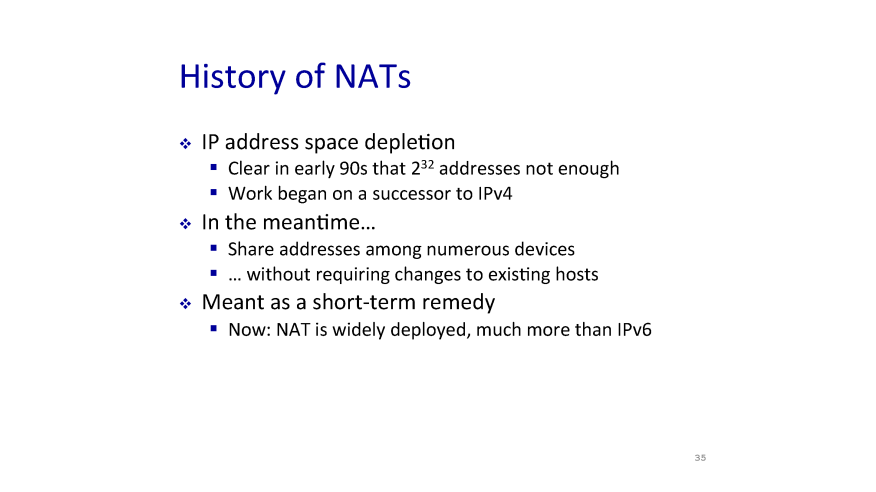 History of NATs
❖ IP address space depletion
▪ Clear in early 90s that 2³² addresses not enough
▪ Work began on a successor to IPv4
❖ In the meantime…
▪ Share addresses among numerous devices
▪ … without requiring changes to existing hosts
❖ Meant as a short-term remedy
▪ Now: NAT is widely deployed, much more than IPv6
35